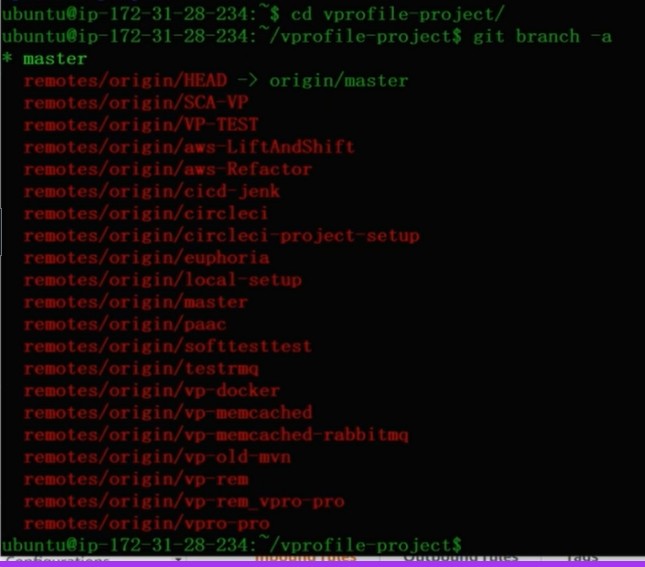 ubuntu@ip-172-31-28-234:~$ cd vprofile-project/
ubuntu@ip-172-31-28-234:~/vprofile-project$ git branch -a
* master
remotes/origin/HEAD -> origin/master
remotes/origin/SCA-VP
remotes/origin/VP-TEST
remotes/origin/aws-LiftAndShift
remotes/origin/aws-Refactor
remotes/origin/cicd-jenk
remotes/origin/circleci
remotes/origin/circleci-project-setup
remotes/origin/euphoria
remotes/origin/local-setup
remotes/origin/master
remotes/origin/paac
remotes/origin/softtesttest
remotes/origin/testrmq
remotes/origin/vp-docker
remotes/origin/vp-memcached
remotes/origin/vp-memcached-rabbitmq
remotes/origin/vp-old-mvn
remotes/origin/vp-rem
remotes/origin/vp-rem_vpro-pro
remotes/origin/vpro-pro
ubuntu@ip-172-31-28-234:~/vprofile-project$